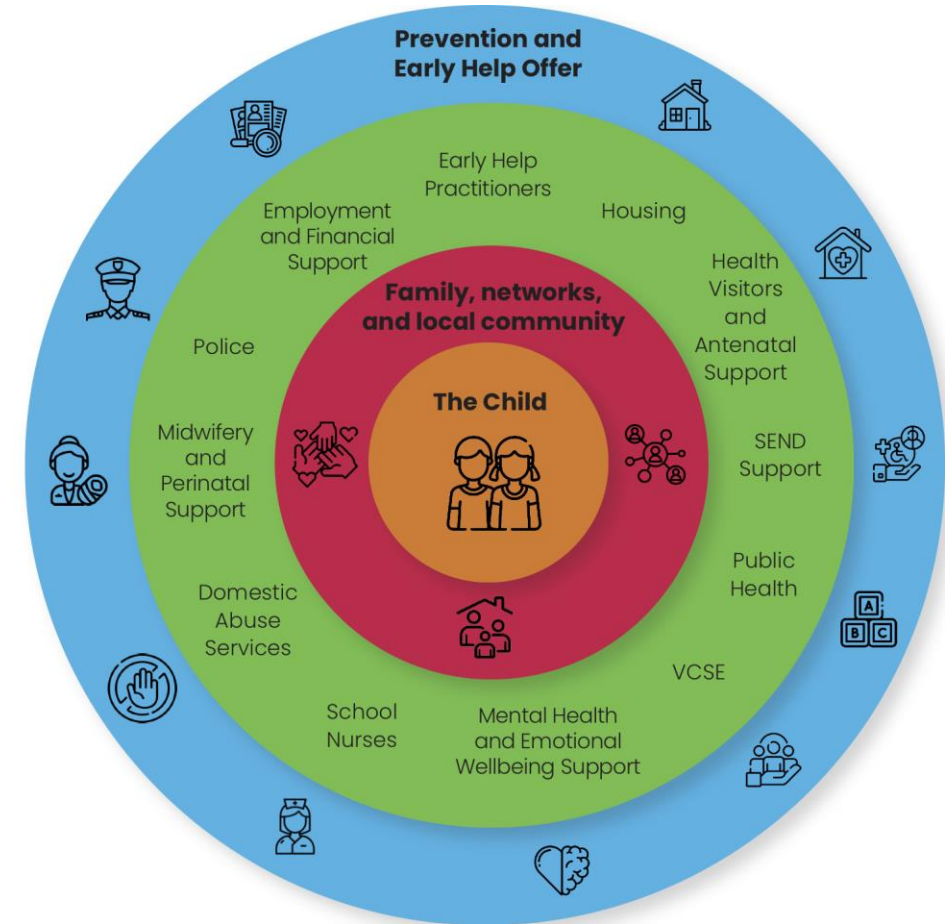 Prevention and
Early Help Offer
Early Help
Practitioners
Housing
Health
Visitors
and
Antenatal
Support
SEND
Support
Public
Health
VCSE
Mental Health
and Emotional
Wellbeing Support
School
Nurses
Domestic
Abuse
Services
Midwifery
and
Perinatal
Support
Police
Employment
and Financial
Support
Family, networks,
and local community
The Child
A
B C